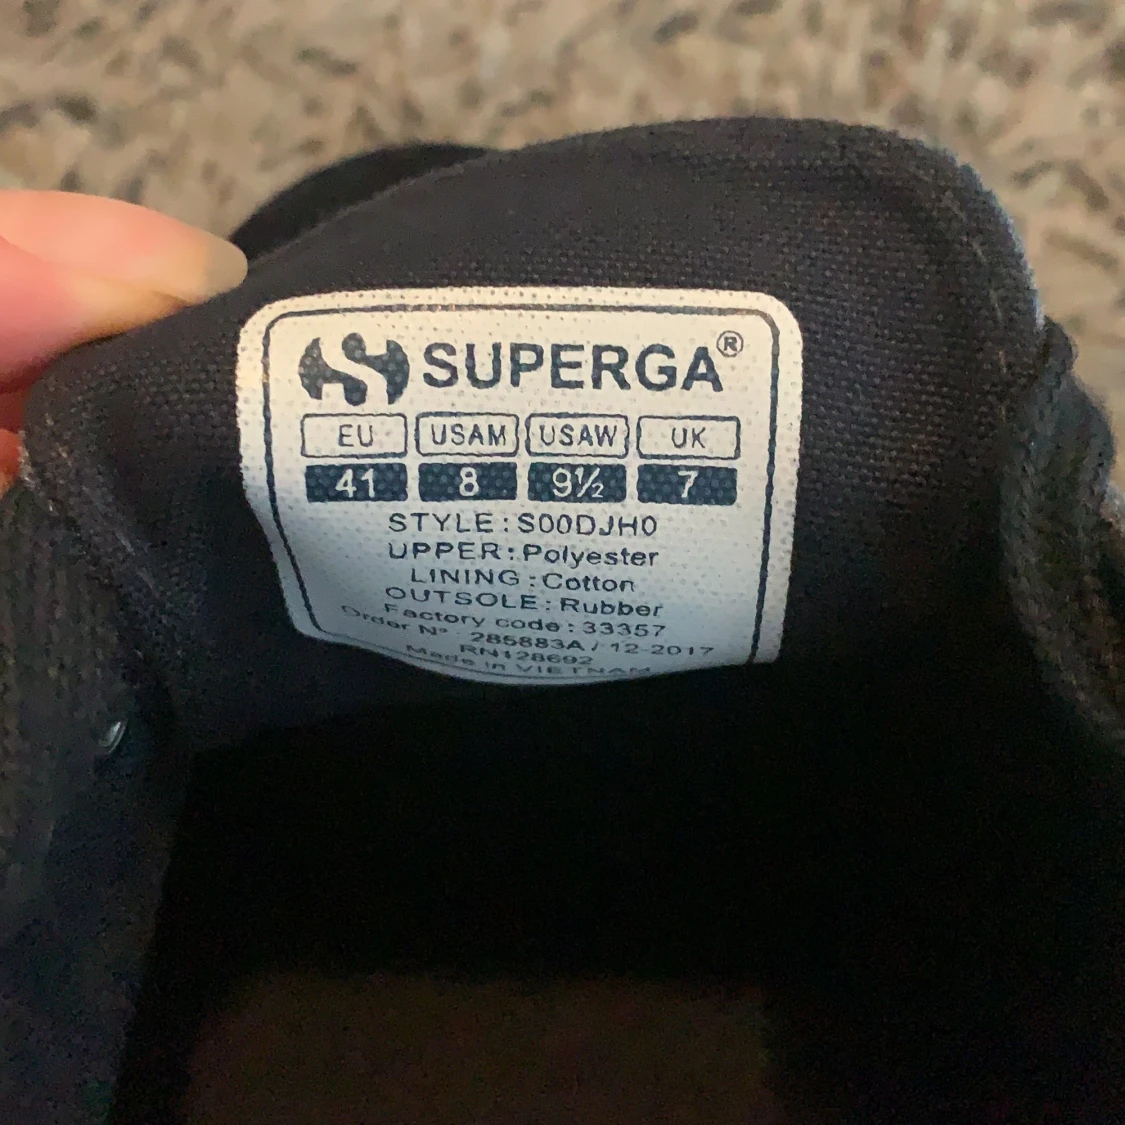 SUPERGA®
EU USAM USAW UK
41 8 9½ 7
STYLE : S00DJH0
UPPER : Polyester
LINING : Cotton
OUTSOLE : Rubber
Factory code : 33357
Order N° 285883A / 12-2017
RN128692
Made in VIETNAM